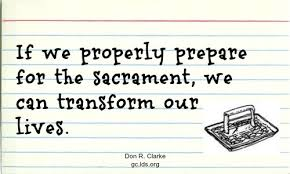 If we properly prepare
for the sacrament, we
can transform our
lives.
Don R. Clarke
gc.lds.org